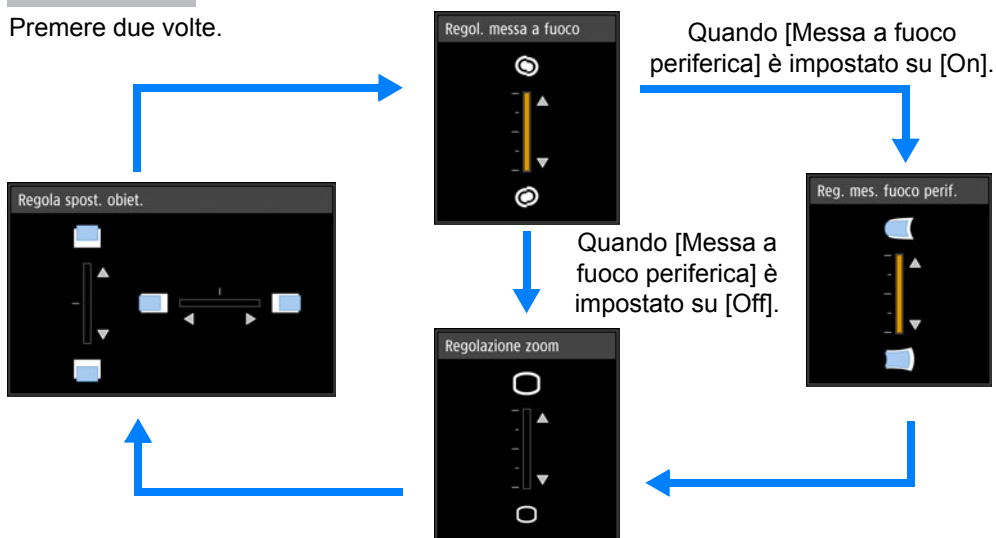 Premere due volte.
Regol. messa a fuoco
Quando [Messa a fuoco
periferica] è impostato su [On].
Regola spost. obiet.
Reg. mes. fuoco perif.
Quando [Messa a
fuoco periferica] è
impostato su [Off].
Regolazione zoom